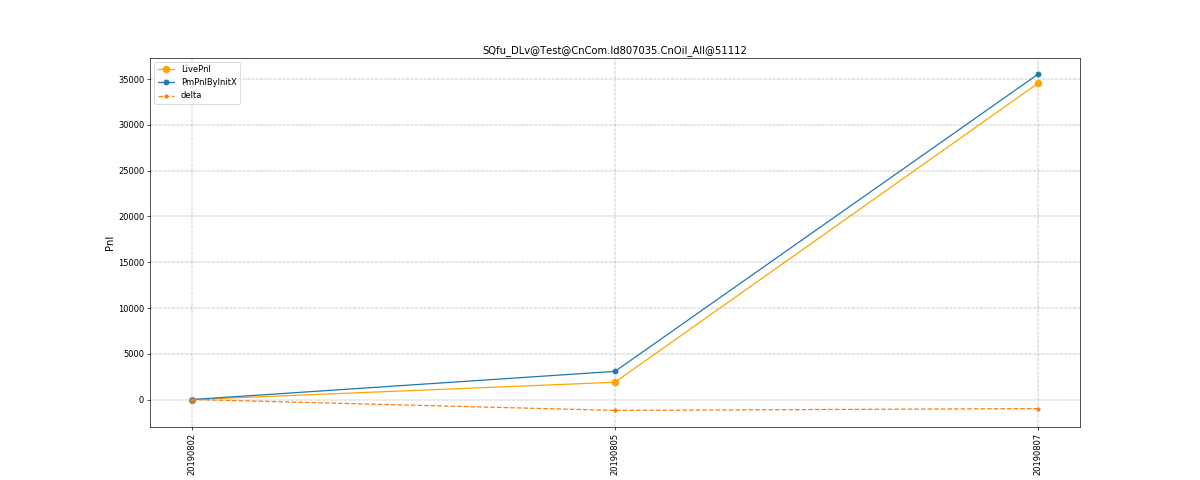 SQfu_DLv@Test@CnCom.Id807035.CnOil_All@51112
LivePnl
PmPnlByInitX
delta
35000
30000
25000
20000
15000
10000
5000
0
Pnl
20190802
20190805
20190807